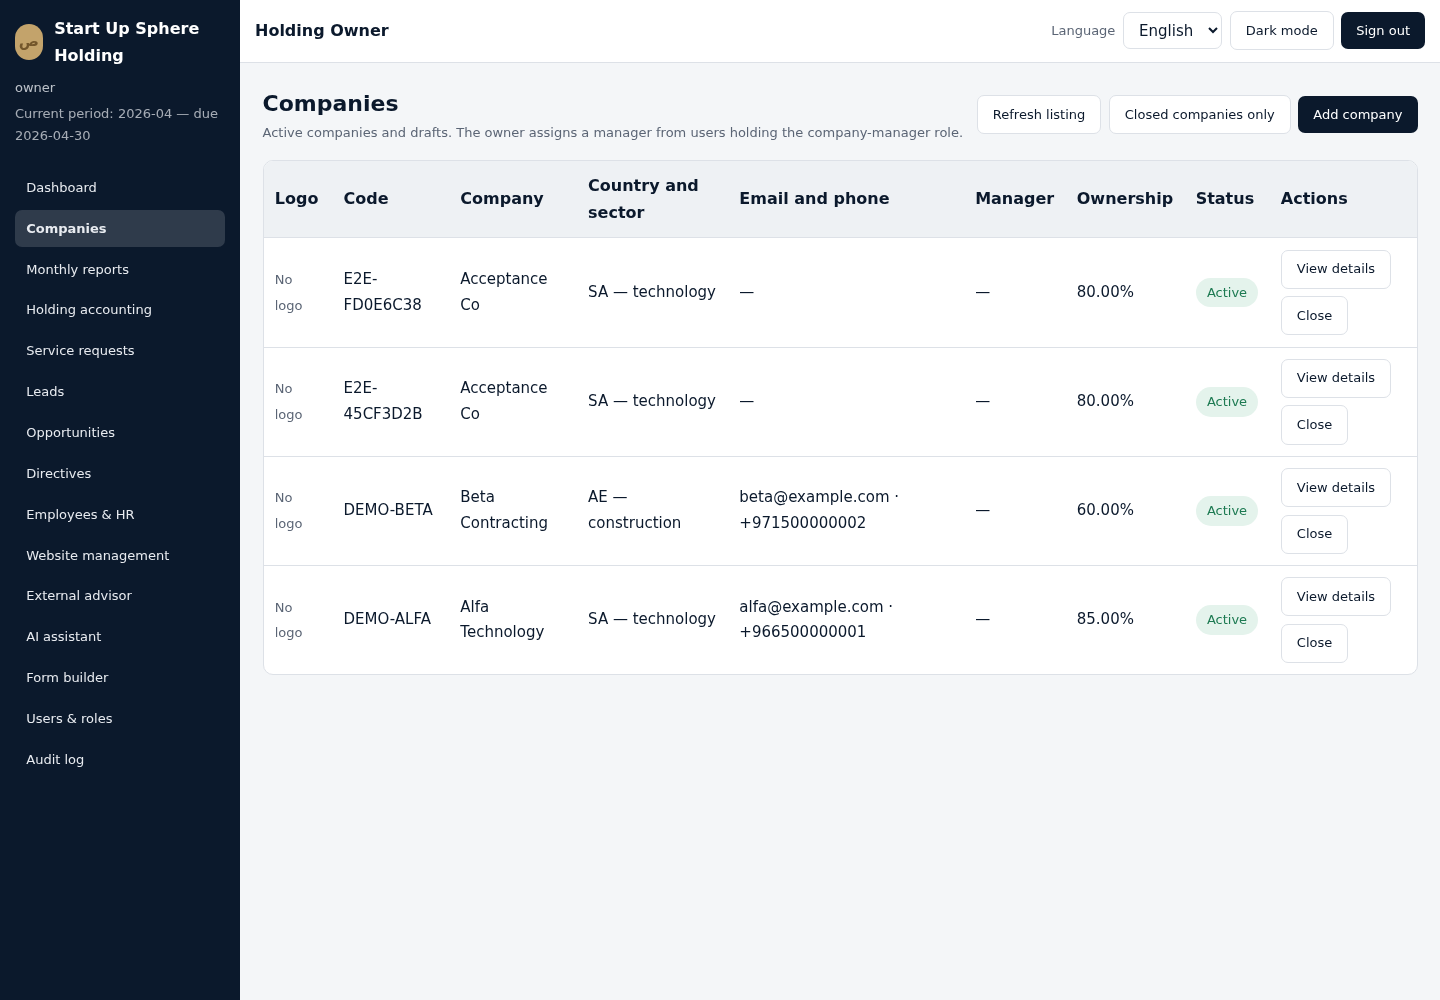 ص
Start Up Sphere
Holding
owner
Current period: 2026-04 — due
2026-04-30
Dashboard
Companies
Monthly reports
Holding accounting
Service requests
Leads
Opportunities
Directives
Employees & HR
Website management
External advisor
AI assistant
Form builder
Users & roles
Audit log
Holding Owner
Language
English
Dark mode
Sign out
Companies
Active companies and drafts. The owner assigns a manager from users holding the company-manager role.
Refresh listing
Closed companies only
Add company
Logo Code Company Country and sector Email and phone Manager Ownership Status Actions
No logo E2E-FD0E6C38 Acceptance Co SA — technology — — 80.00% Active View details Close
No logo E2E-45CF3D2B Acceptance Co SA — technology — — 80.00% Active View details Close
No logo DEMO-BETA Beta Contracting AE — construction beta@example.com · +971500000002 — 60.00% Active View details Close
No logo DEMO-ALFA Alfa Technology SA — technology alfa@example.com · +966500000001 — 85.00% Active View details Close